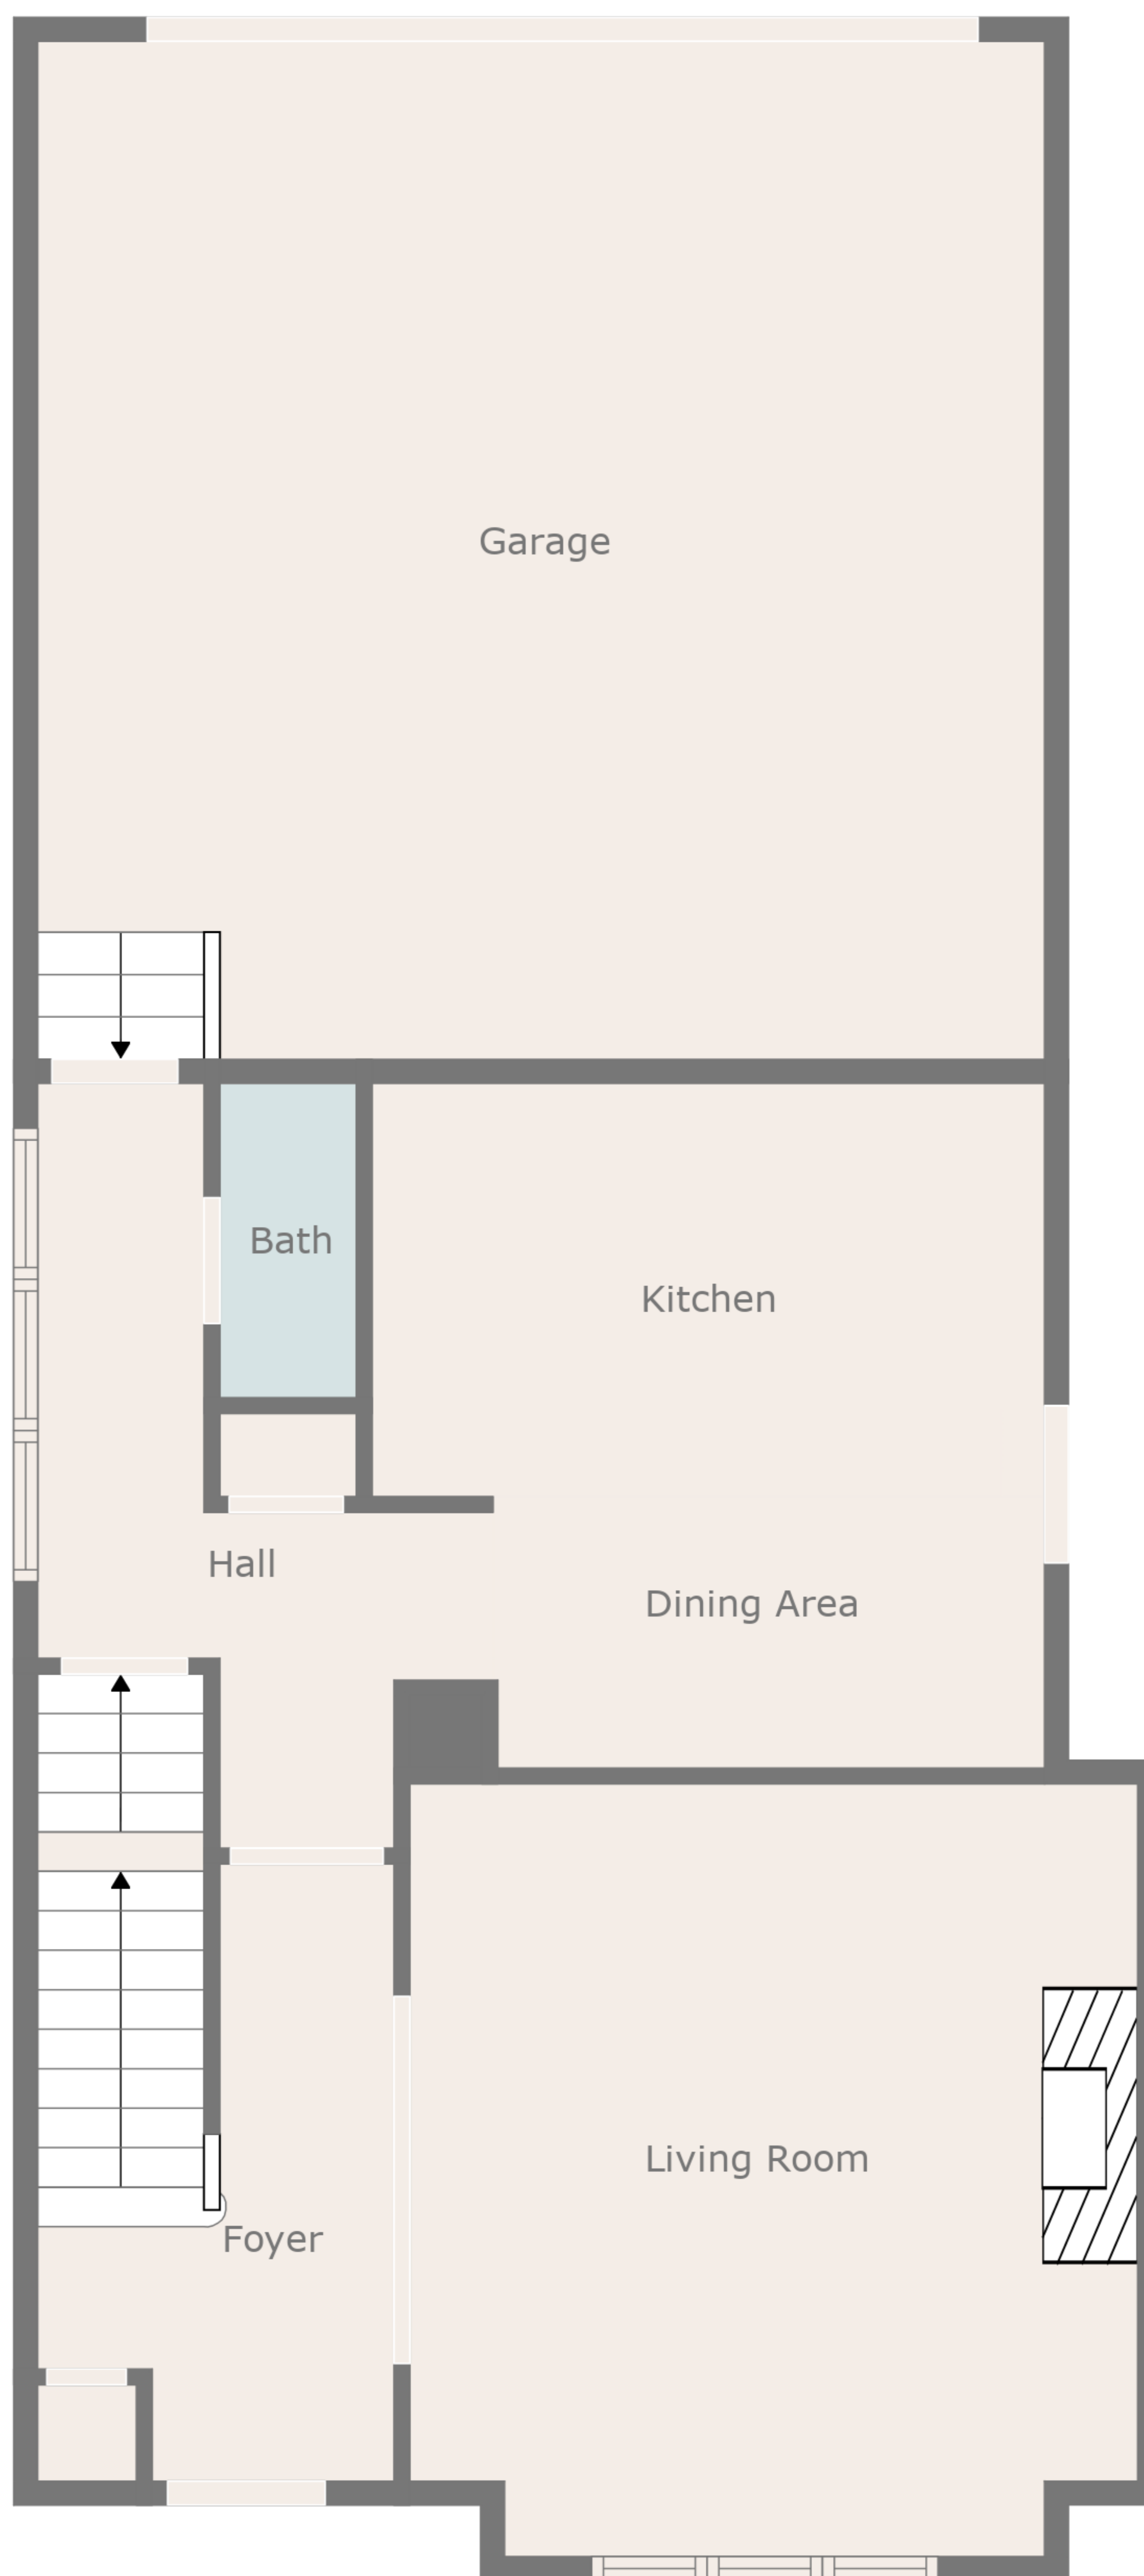 Garage
Bath
Kitchen
Hall
Dining Area
Living Room
Foyer